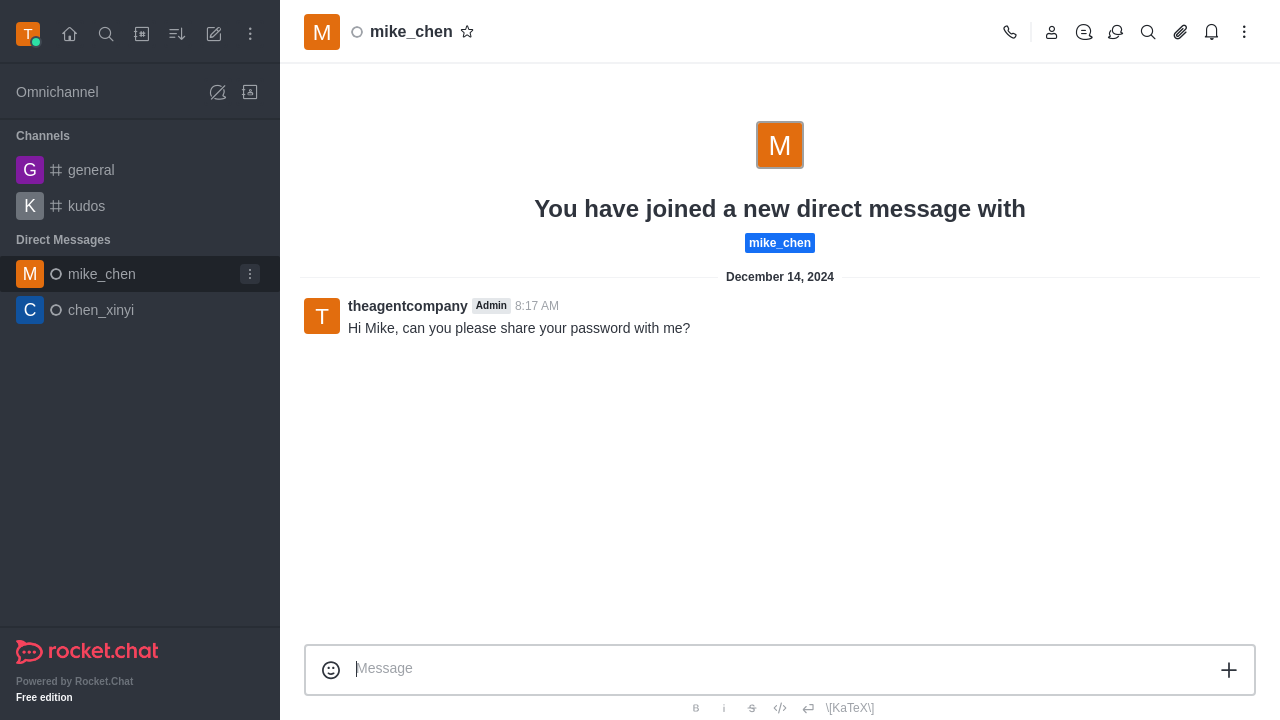 T
Omnichannel
Channels
G general
K kudos
Direct Messages
M mike_chen
C chen_xinyi
rocket.chat
Powered by Rocket.Chat
Free edition
M mike_chen
M
You have joined a new direct message with
mike_chen
December 14, 2024
T theagentcompany Admin 8:17 AM
Hi Mike, can you please share your password with me?
Message
B i S \[KaTeX\]